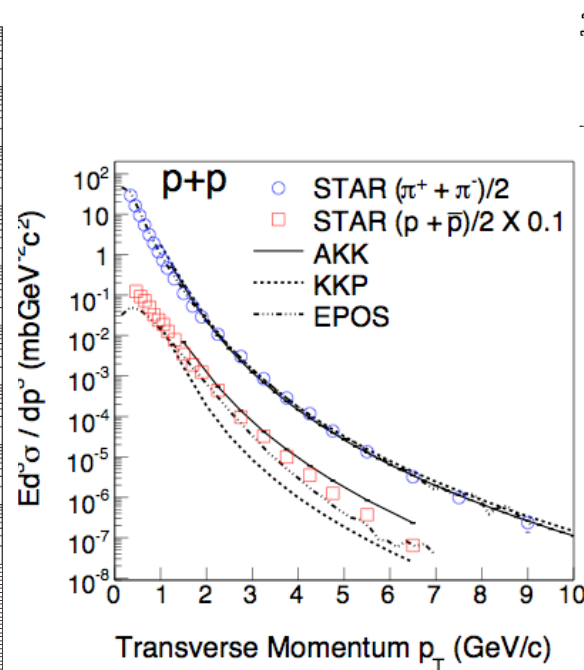 p+p
STAR (π⁺ + π⁻)/2
STAR (p + p̄)/2 X 0.1
AKK
KKP
EPOS
10²
10
1
10⁻¹
10⁻²
10⁻³
10⁻⁴
10⁻⁵
10⁻⁶
10⁻⁷
10⁻⁸
Ed³σ / dp³ (mbGeV⁻²c³)
0 1 2 3 4 5 6 7 8 9 10
Transverse Momentum p_T (GeV/c)